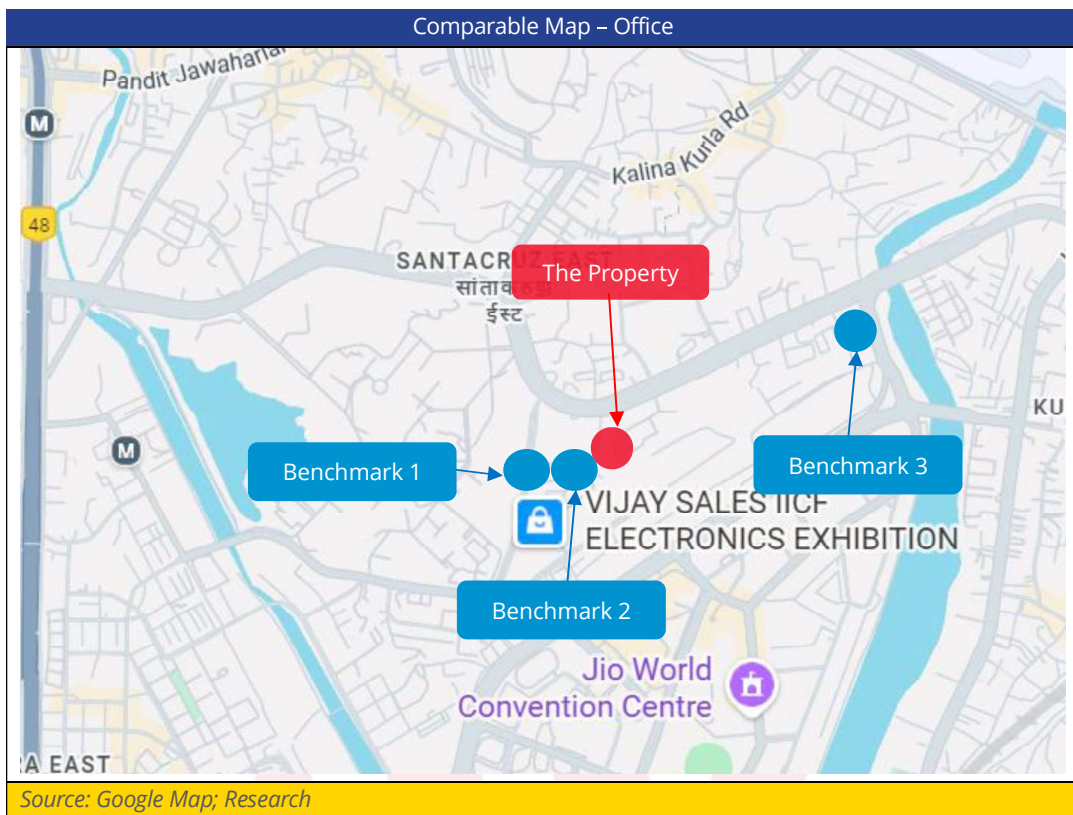 Comparable Map – Office
Pandit Jawaharlal
M
Kalina Kurla Rd
48
SANTACRUZ EAST
The Property
सांताक्रूझ
ईस्ट
KU
M
Benchmark 1
Benchmark 3
VIJAY SALES IICF
ELECTRONICS EXHIBITION
Benchmark 2
Jio World
Convention Centre
RA EAST
Source: Google Map; Research